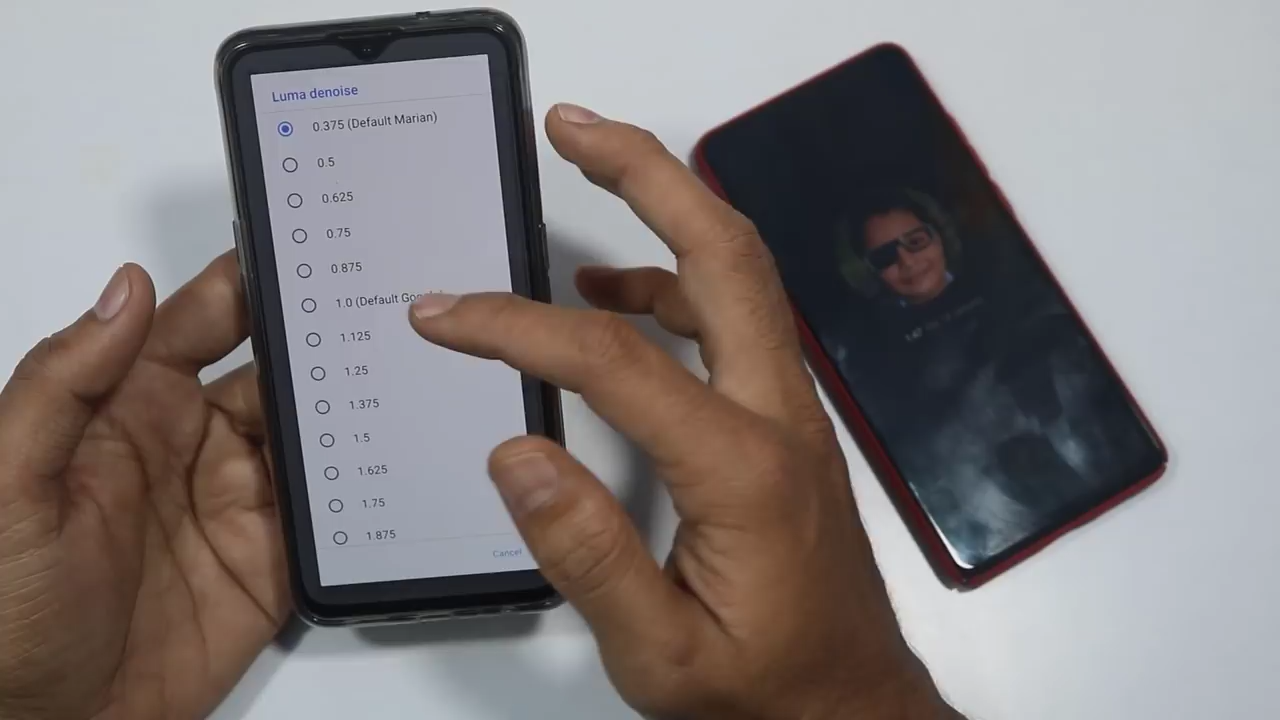 Luma denoise
0.375 (Default Marian)
0.5
0.625
0.75
0.875
1.0 (Default
1.125
1.25
1.375
1.5
1.625
1.75
1.875
Cancel